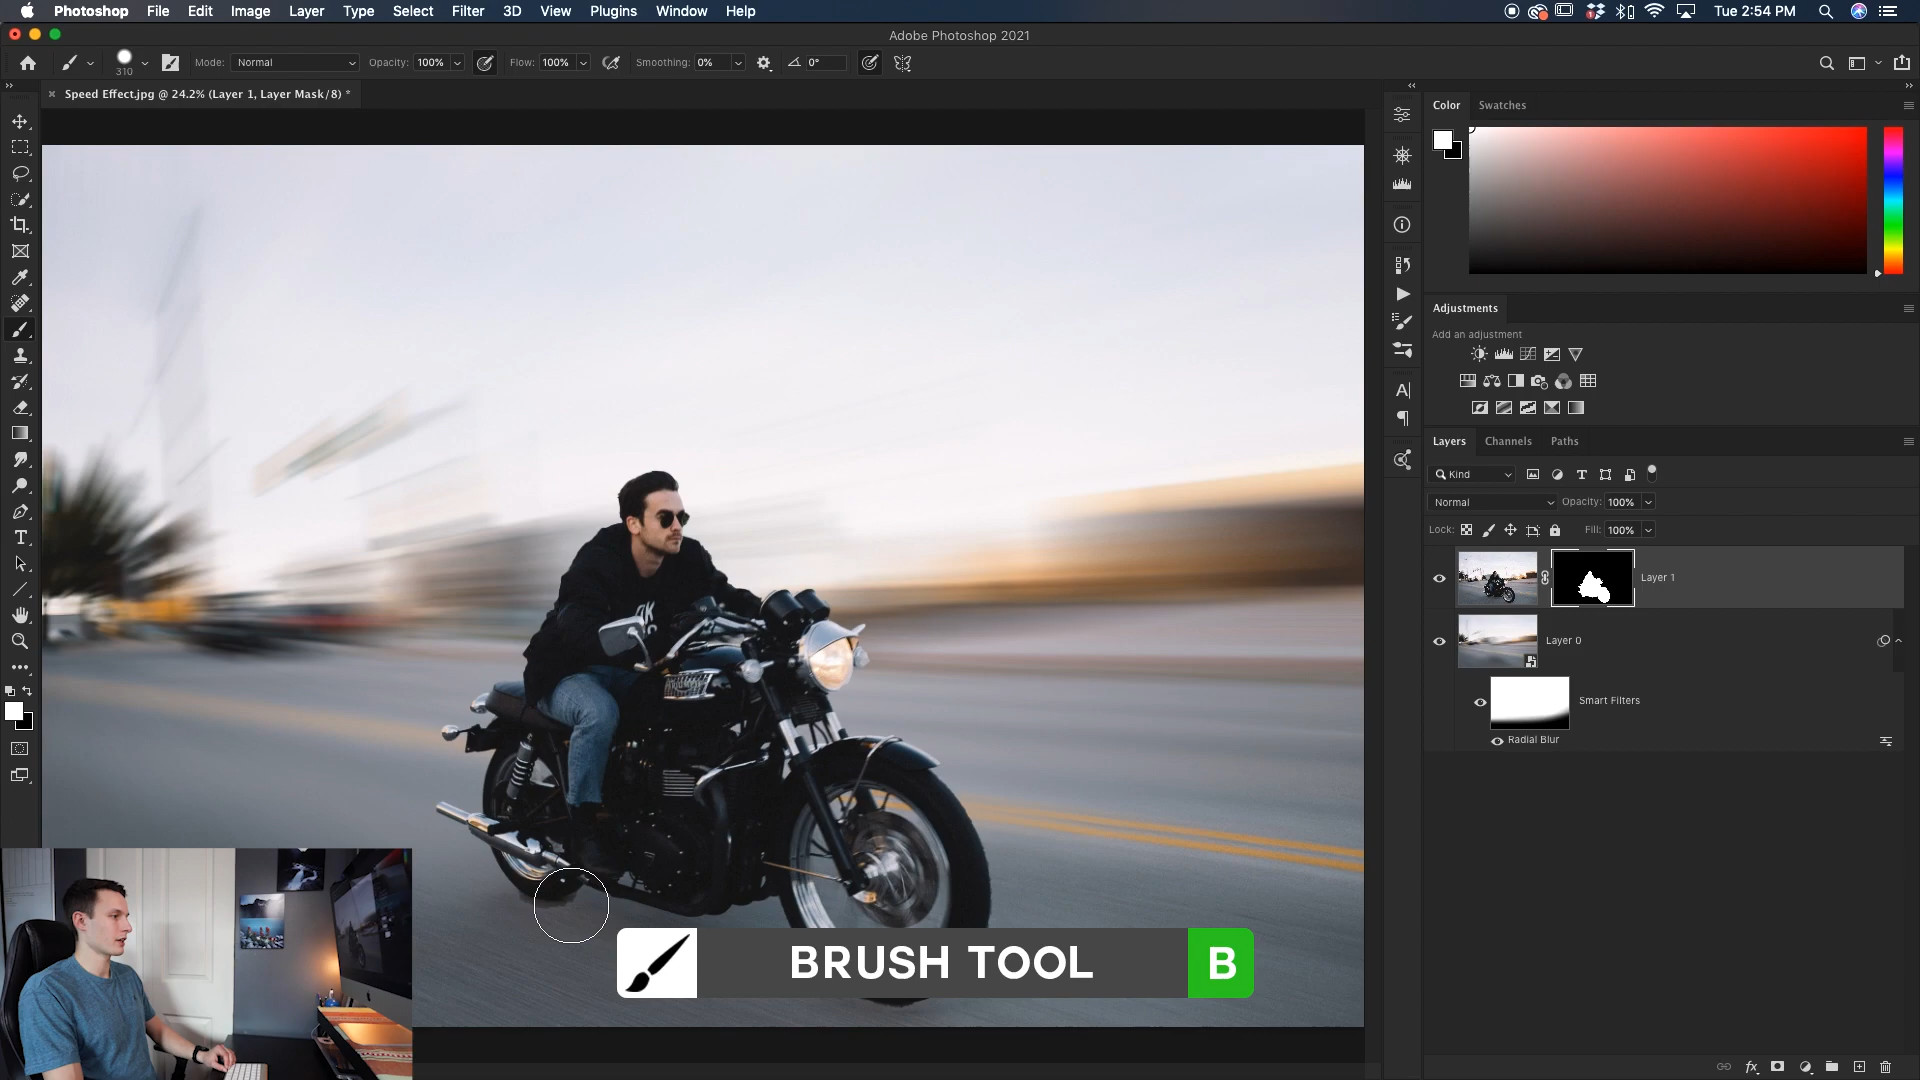 Photoshop File Edit Image Layer Type Select Filter 3D View Plugins Window Help
Tue 2:54 PM
Adobe Photoshop 2021
310
Mode: Normal Opacity: 100% Flow: 100% Smoothing: 0% 0°
Speed Effect.jpg @ 24.2% (Layer 1, Layer Mask/8) *
Color Swatches
Adjustments
Add an adjustment
Layers Channels Paths
Kind
Normal Opacity: 100%
Lock: Fill: 100%
Layer 1
Layer 0
Smart Filters
Radial Blur
BRUSH TOOL B